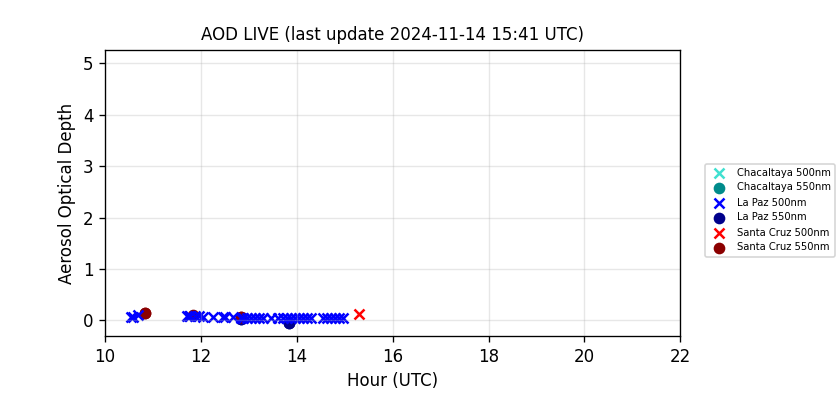 AOD LIVE (last update 2024-11-14 15:41 UTC)
Aerosol Optical Depth
5
4
3
2
1
0
10 12 14 16 18 20 22
Hour (UTC)
Chacaltaya 500nm
Chacaltaya 550nm
La Paz 500nm
La Paz 550nm
Santa Cruz 500nm
Santa Cruz 550nm